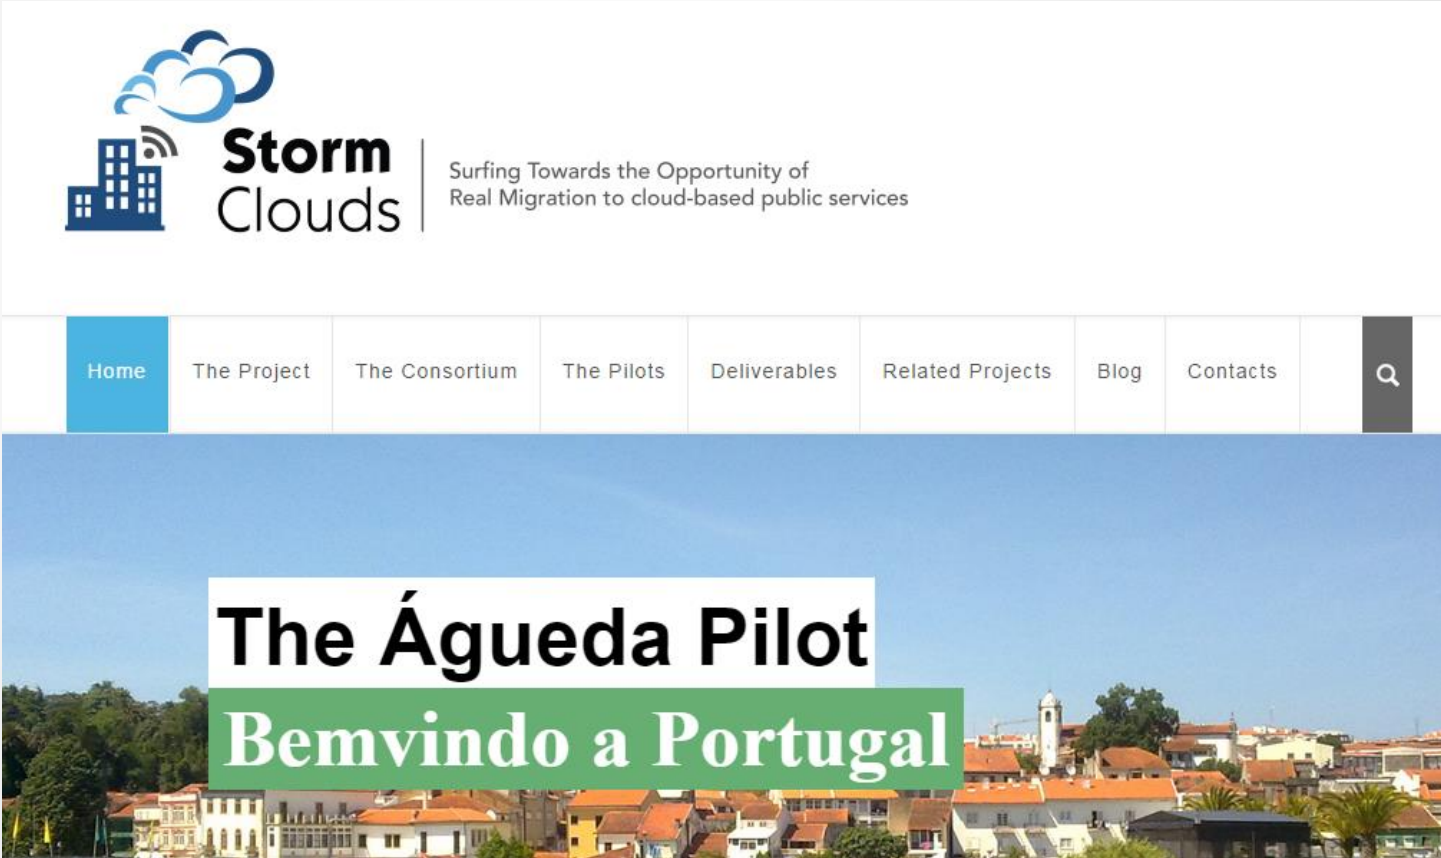 Storm
Clouds
Surfing Towards the Opportunity of
Real Migration to cloud-based public services
Home
The Project
The Consortium
The Pilots
Deliverables
Related Projects
Blog
Contacts
The Águeda Pilot
Bemvindo a Portugal